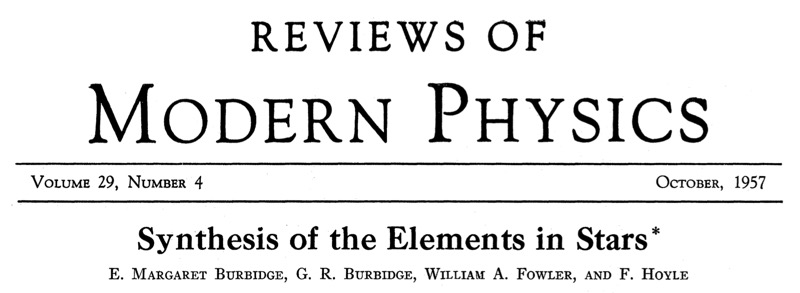 REVIEWS OF
MODERN PHYSICS
VOLUME 29, NUMBER 4 OCTOBER, 1957
Synthesis of the Elements in Stars*
E. MARGARET BURBIDGE, G. R. BURBIDGE, WILLIAM A. FOWLER, AND F. HOYLE